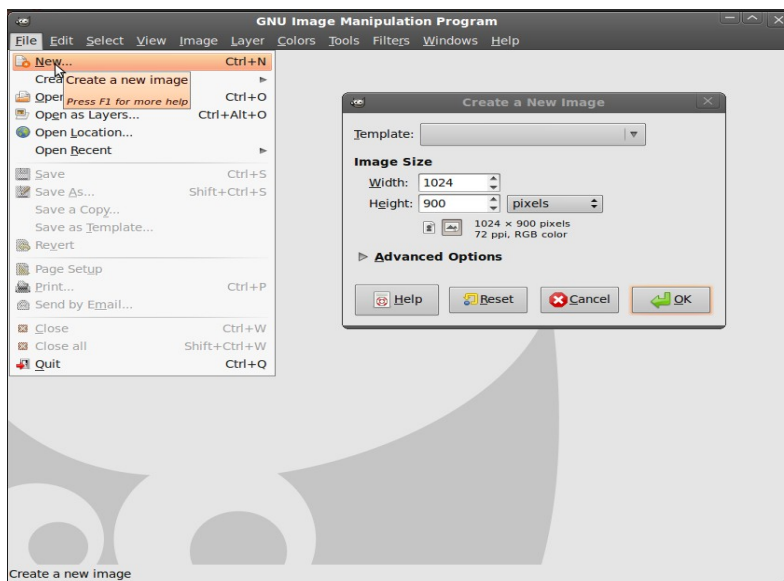 GNU Image Manipulation Program
File Edit Select View Image Layer Colors Tools Filters Windows Help
New... Ctrl+N
Crea
Create a new image
Press F1 for more help
Open Ctrl+O
Open as Layers... Ctrl+Alt+O
Open Location...
Open Recent
Save Ctrl+S
Save As... Shift+Ctrl+S
Save a Copy...
Save as Template...
Revert
Page Setup
Print... Ctrl+P
Send by Email...
Close Ctrl+W
Close all Shift+Ctrl+W
Quit Ctrl+Q
Create a New Image
Template:
Image Size
Width: 1024
Height: 900 pixels
1024 × 900 pixels
72 ppi, RGB color
Advanced Options
Help Reset Cancel OK
Create a new image